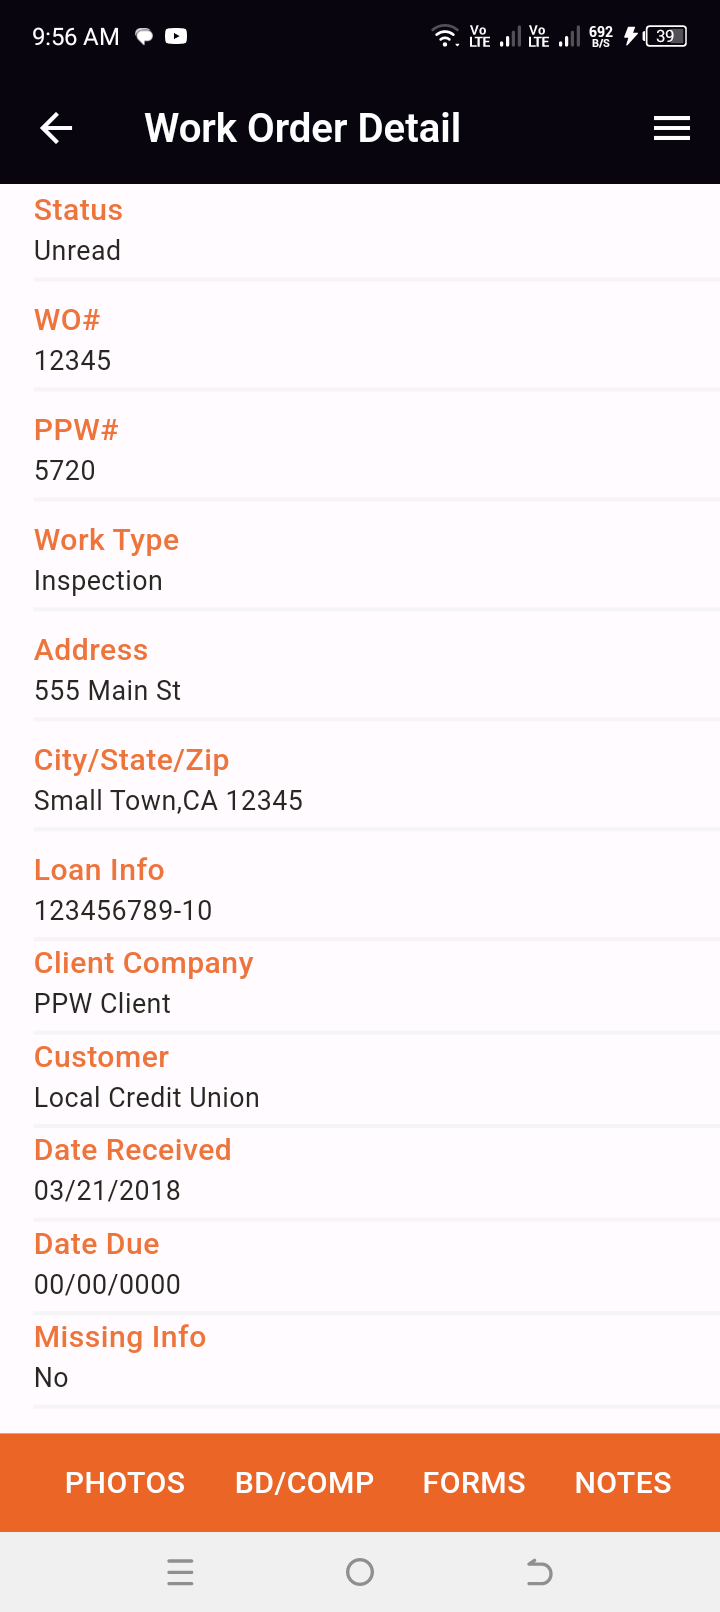 9:56 AM
Vo LTE Vo LTE 692 B/S 39
Work Order Detail
Status
Unread
WO#
12345
PPW#
5720
Work Type
Inspection
Address
555 Main St
City/State/Zip
Small Town,CA 12345
Loan Info
123456789-10
Client Company
PPW Client
Customer
Local Credit Union
Date Received
03/21/2018
Date Due
00/00/0000
Missing Info
No
PHOTOS BD/COMP FORMS NOTES